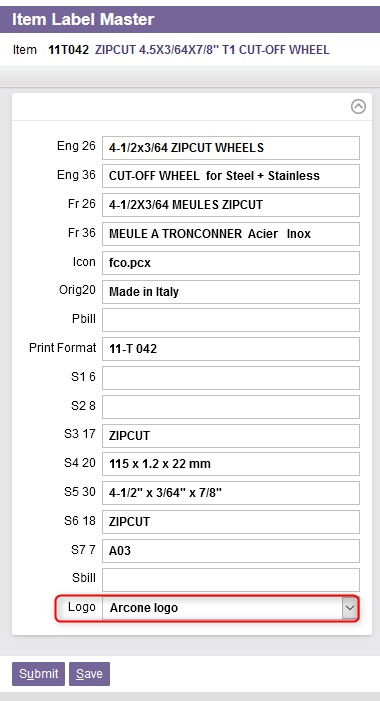 Item Label Master
Item 11T042 ZIPCUT 4.5X3/64X7/8" T1 CUT-OFF WHEEL
Eng 26 4-1/2x3/64 ZIPCUT WHEELS
Eng 36 CUT-OFF WHEEL for Steel + Stainless
Fr 26 4-1/2X3/64 MEULES ZIPCUT
Fr 36 MEULE A TRONCONNER Acier Inox
Icon fco.pcx
Orig20 Made in Italy
Pbill
Print Format 11-T 042
S1 6
S2 8
S3 17 ZIPCUT
S4 20 115 x 1.2 x 22 mm
S5 30 4-1/2" x 3/64" x 7/8"
S6 18 ZIPCUT
S7 7 A03
Sbill
Logo Arcone logo
Submit Save